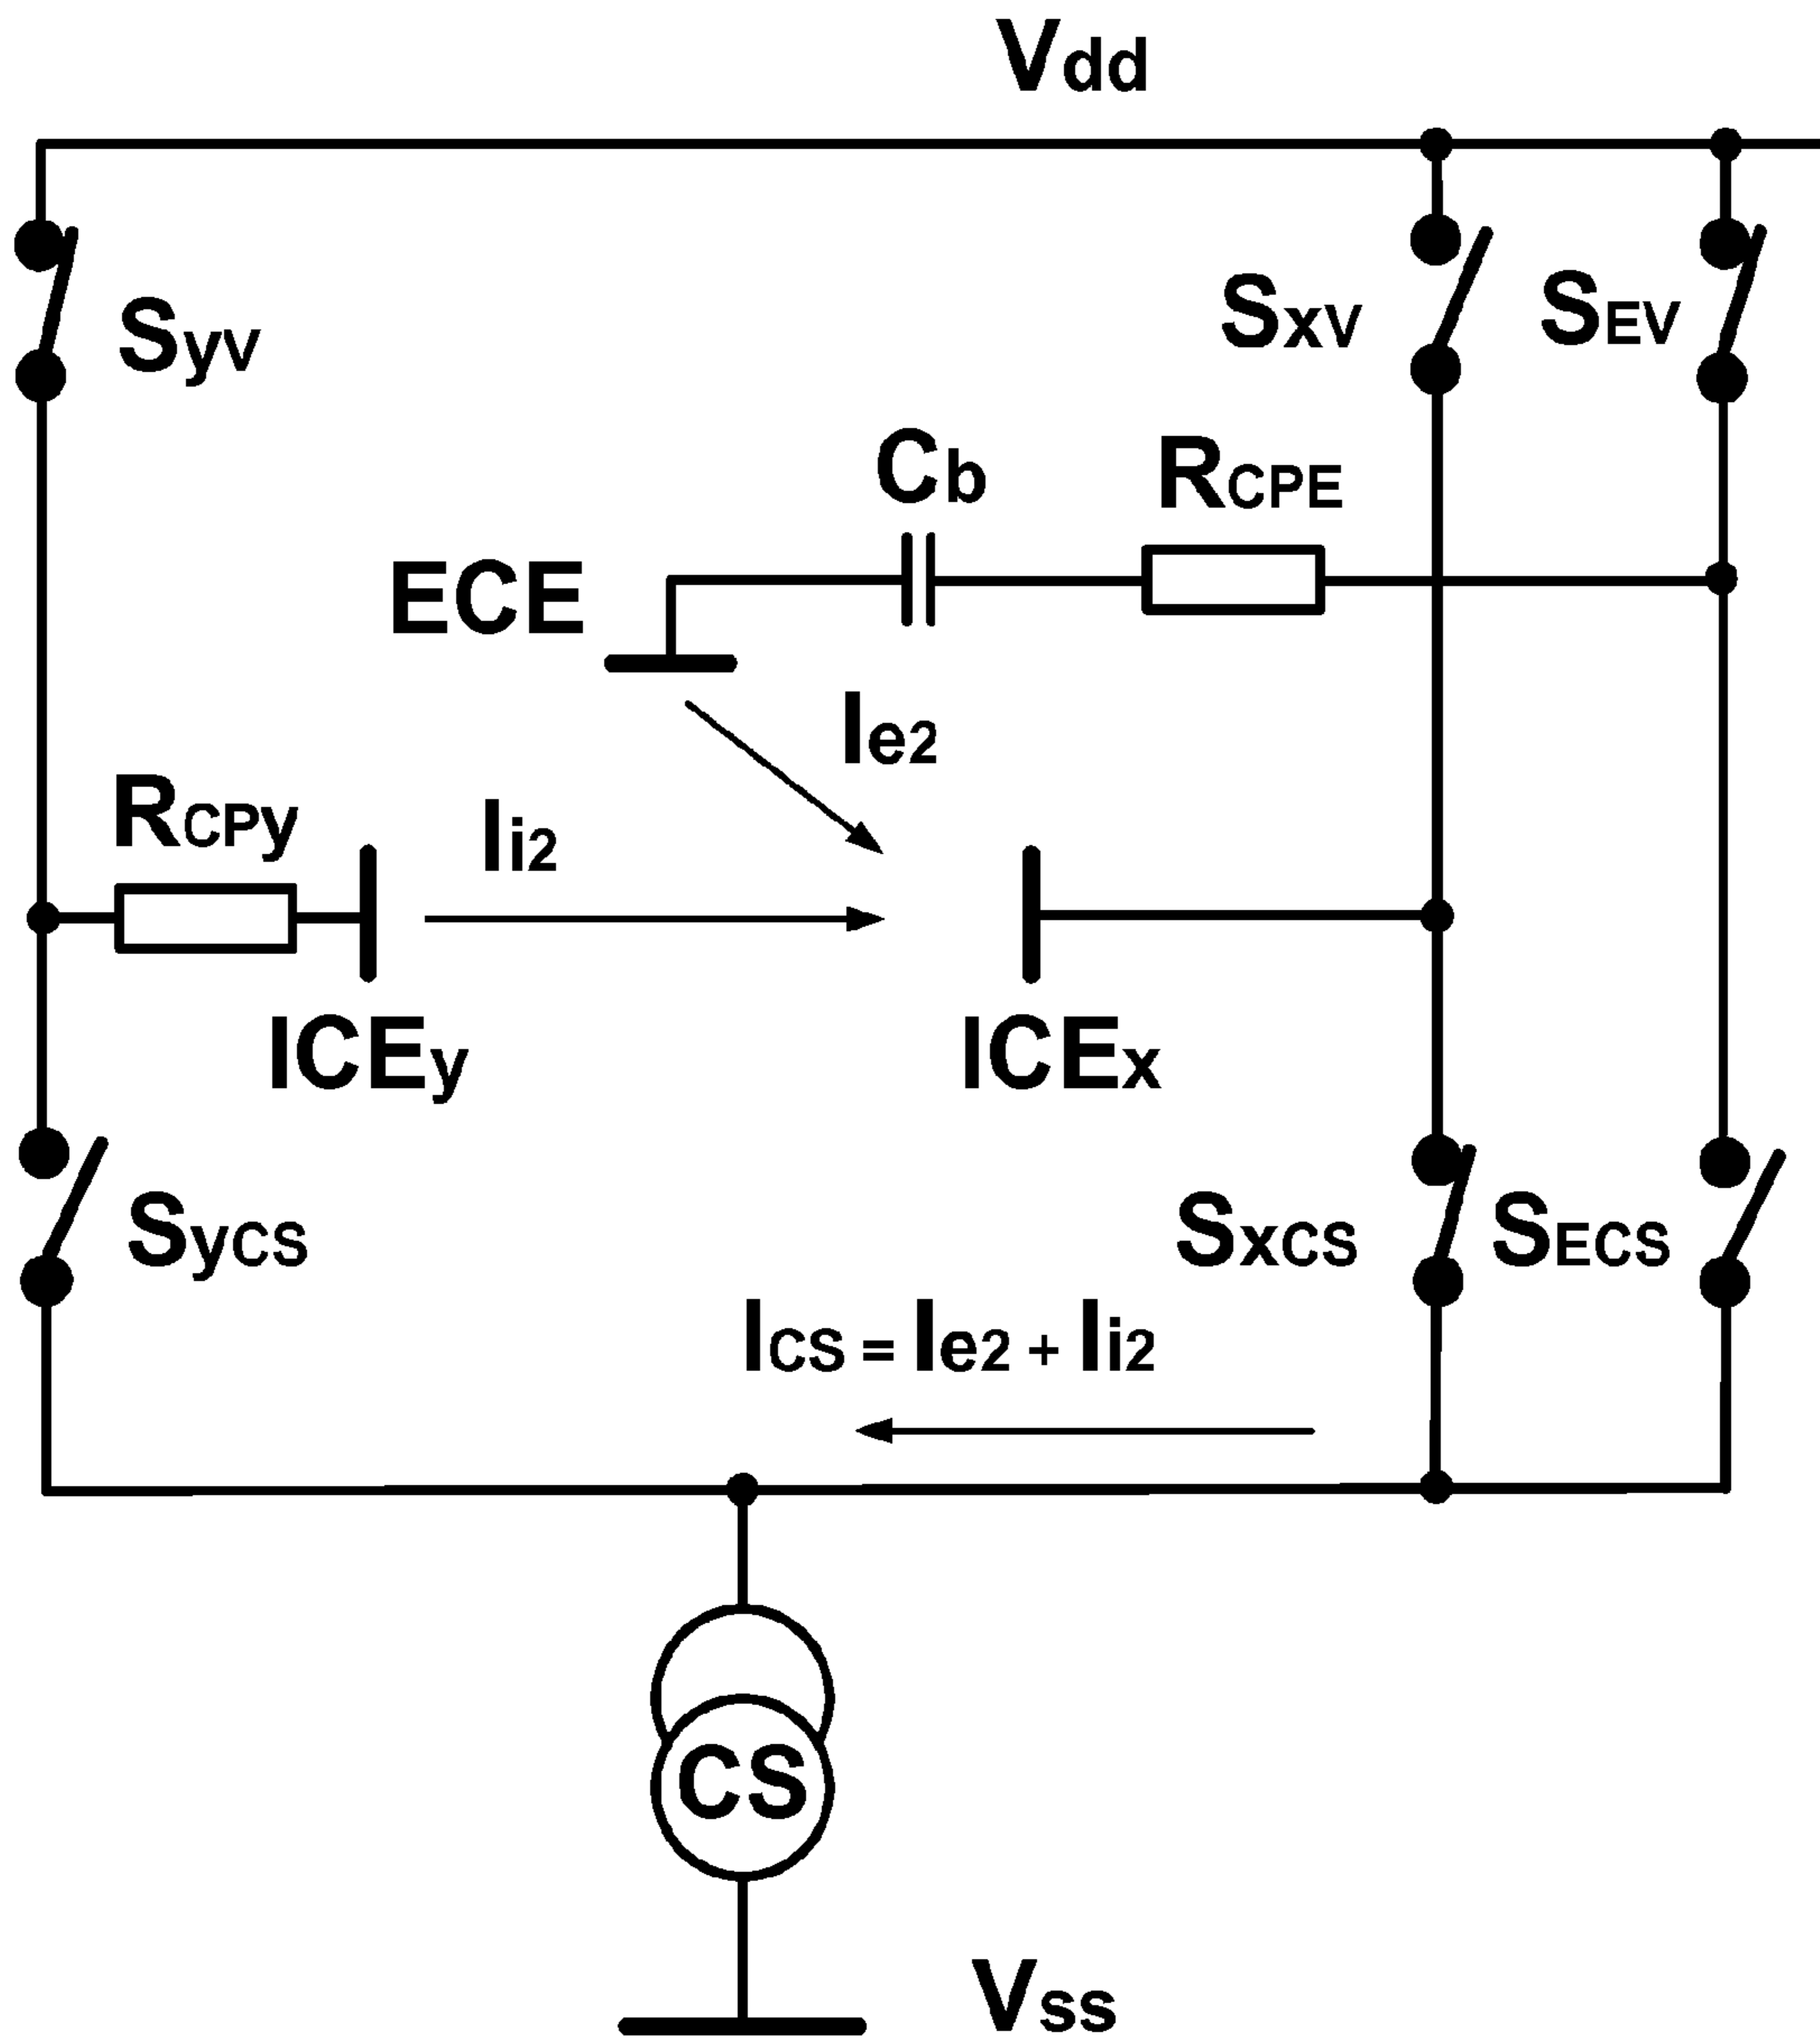 Vdd
Syv
SxV
SEV
Cb
RCPE
ECE
Ie2
RCPy
Ii2
ICEy
ICEx
SyCS
SxCS
SECS
ICS = Ie2 + Ii2
CS
Vss